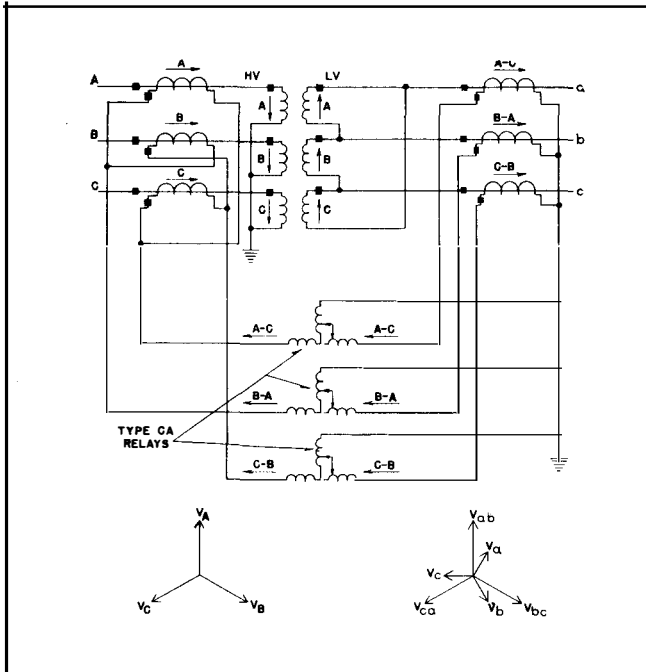 A
A
HV
LV
A-C
a
A
A
B
B
B-A
b
B
B
C
C
C-B
c
C
C
A-C
A-C
B-A
B-A
TYPE CA
RELAYS
C-B
C-B
VA
VC
VB
Vab
Va
Vc
Vb
Vca
Vbc